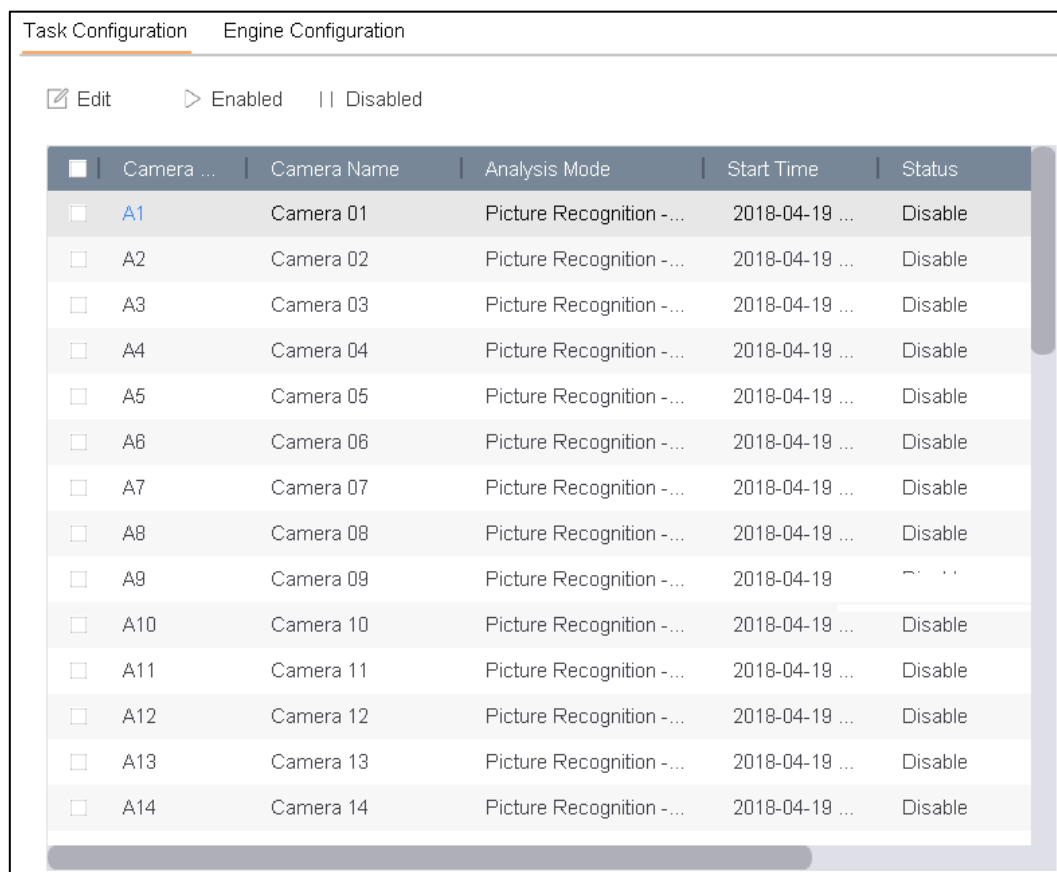 Task Configuration Engine Configuration
Edit Enabled Disabled
Camera ... Camera Name Analysis Mode Start Time Status
A1 Camera 01 Picture Recognition -... 2018-04-19 ... Disable
A2 Camera 02 Picture Recognition -... 2018-04-19 ... Disable
A3 Camera 03 Picture Recognition -... 2018-04-19 ... Disable
A4 Camera 04 Picture Recognition -... 2018-04-19 ... Disable
A5 Camera 05 Picture Recognition -... 2018-04-19 ... Disable
A6 Camera 06 Picture Recognition -... 2018-04-19 ... Disable
A7 Camera 07 Picture Recognition -... 2018-04-19 ... Disable
A8 Camera 08 Picture Recognition -... 2018-04-19 ... Disable
A9 Camera 09 Picture Recognition -... 2018-04-19
A10 Camera 10 Picture Recognition -... 2018-04-19 ... Disable
A11 Camera 11 Picture Recognition -... 2018-04-19 ... Disable
A12 Camera 12 Picture Recognition -... 2018-04-19 ... Disable
A13 Camera 13 Picture Recognition -... 2018-04-19 ... Disable
A14 Camera 14 Picture Recognition -... 2018-04-19 ... Disable